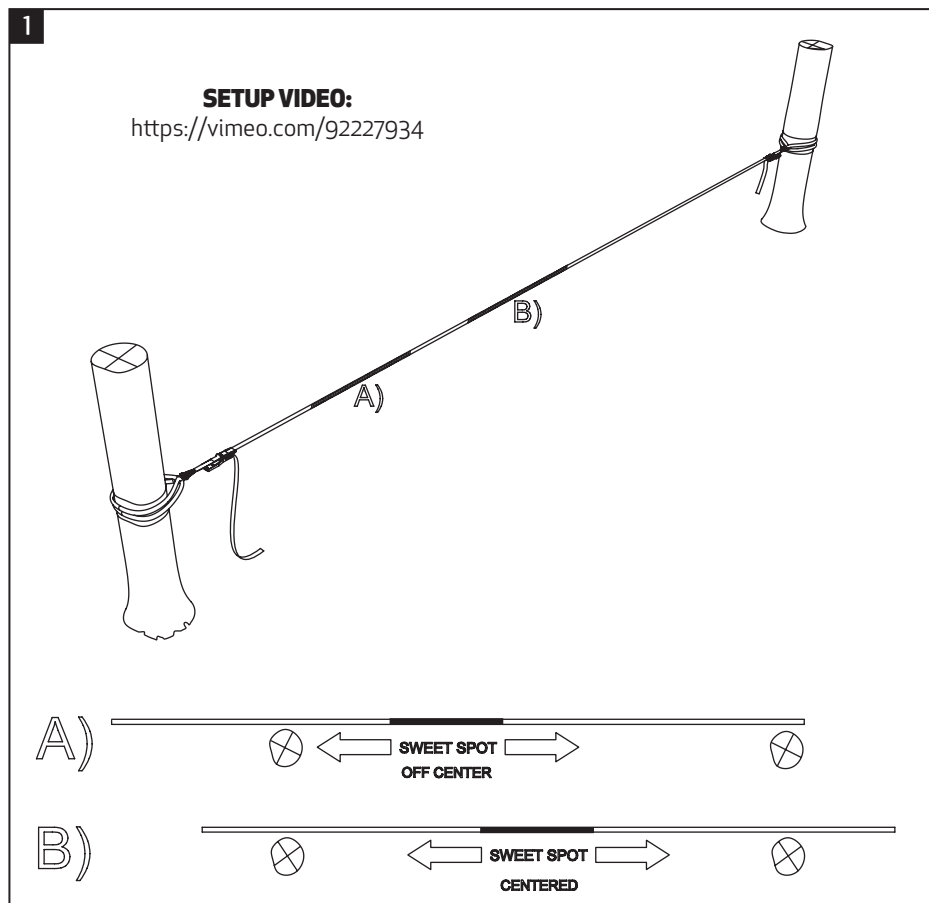 1
SETUP VIDEO:
https://vimeo.com/92227934
B)
A)
A)
SWEET SPOT
OFF CENTER
B)
SWEET SPOT
CENTERED